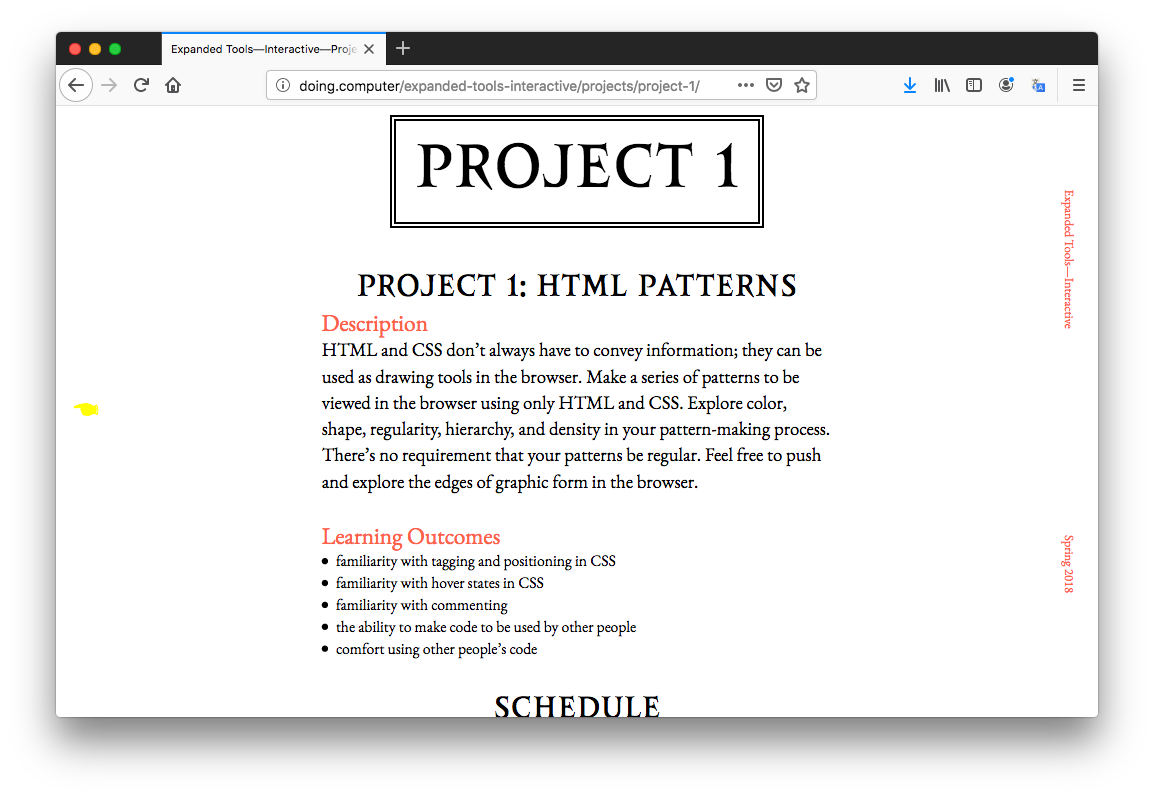 Expanded Tools—Interactive—Proje
doing.computer/expanded-tools-interactive/projects/project-1/
PROJECT 1
PROJECT 1: HTML PATTERNS
Description
HTML and CSS don’t always have to convey information; they can be
used as drawing tools in the browser. Make a series of patterns to be
viewed in the browser using only HTML and CSS. Explore color,
shape, regularity, hierarchy, and density in your pattern-making process.
There’s no requirement that your patterns be regular. Feel free to push
and explore the edges of graphic form in the browser.
Learning Outcomes
• familiarity with tagging and positioning in CSS
• familiarity with hover states in CSS
• familiarity with commenting
• the ability to make code to be used by other people
• comfort using other people’s code
SCHEDULE
Expanded Tools—Interactive
Spring 2018